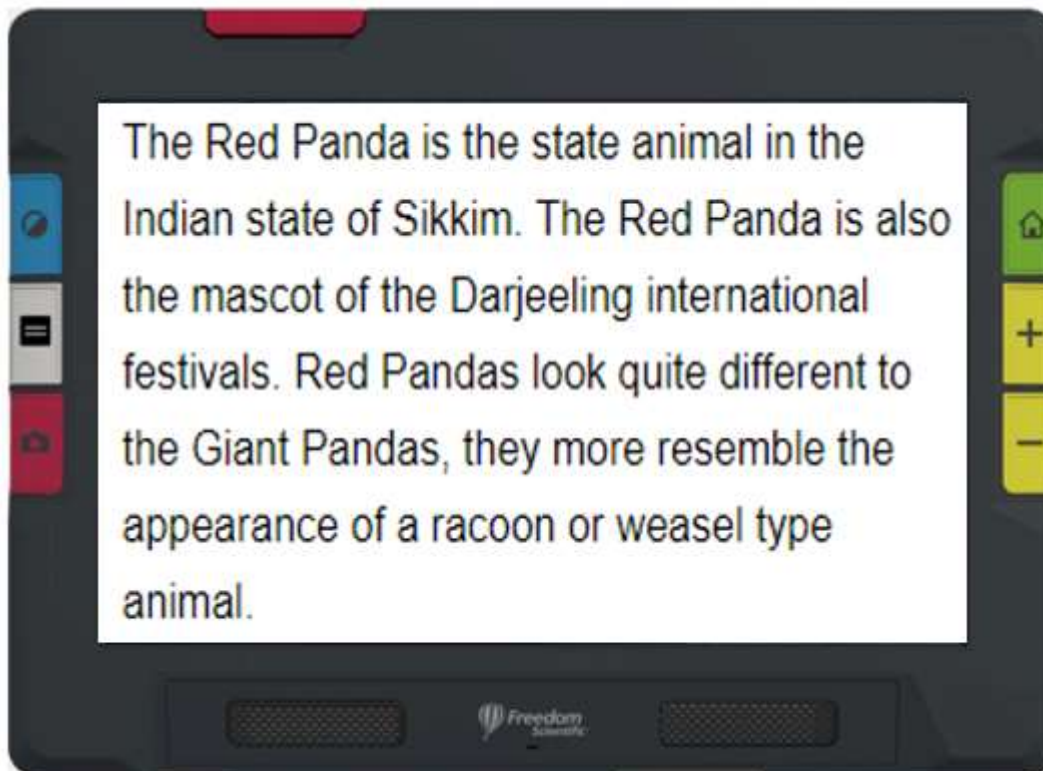 The Red Panda is the state animal in the
Indian state of Sikkim. The Red Panda is also
the mascot of the Darjeeling international
festivals. Red Pandas look quite different to
the Giant Pandas, they more resemble the
appearance of a racoon or weasel type
animal.
Freedom
Scientific